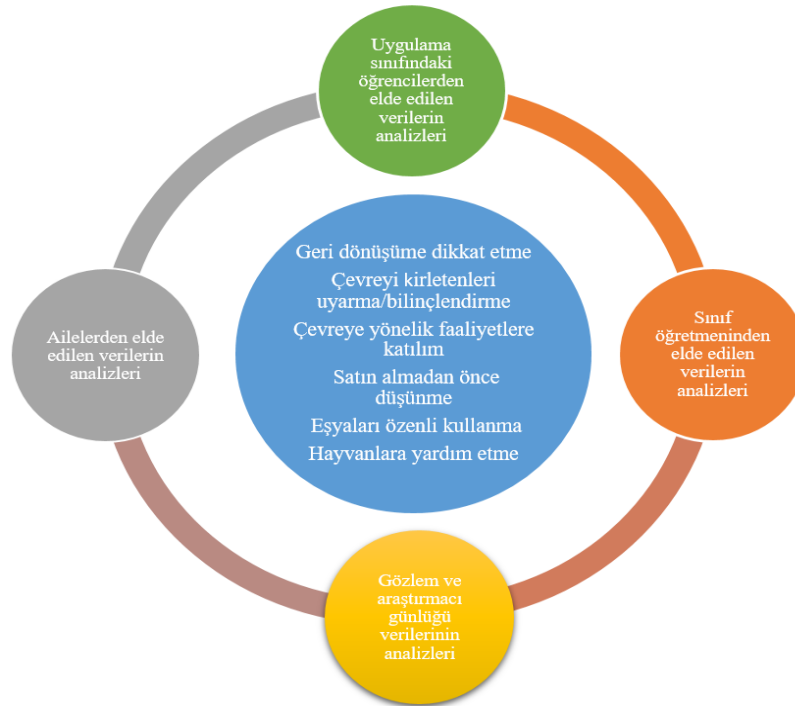 Uygulama
sınıfındaki
öğrencilerden
elde edilen
verilerin
analizleri
Geri dönüşüme dikkat etme
Çevreyi kirletenleri
uyarma/bilinçlendirme
Çevreye yönelik faaliyetlere
katılım
Satın almadan önce
düşünme
Eşyaları özenli kullanma
Hayvanlara yardım etme
Ailelerden elde
edilen verilerin
analizleri
Sınıf
öğretmeninden
elde edilen
verilerin
analizleri
Gözlem ve
araştırmacı
günlüğü
verilerinin
analizleri